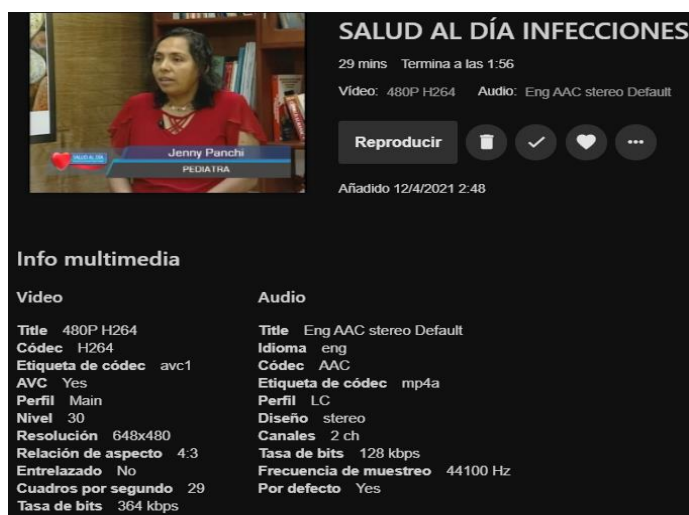 SALUD AL DÍA INFECCIONES
29 mins Termina a las 1:56
Vídeo: 480P H264 Audio: Eng AAC stereo Default
Reproducir
Añadido 12/4/2021 2:48
SALUD AL DÍA
Jenny Panchi
PEDIATRA
Info multimedia
Video
Title 480P H264
Códec H264
Etiqueta de códec avc1
AVC Yes
Perfil Main
Nivel 30
Resolución 648x480
Relación de aspecto 4:3
Entrelazado No
Cuadros por segundo 29
Tasa de bits 364 kbps
Audio
Title Eng AAC stereo Default
Idioma eng
Códec AAC
Etiqueta de códec mp4a
Perfil LC
Diseño stereo
Canales 2 ch
Tasa de bits 128 kbps
Frecuencia de muestreo 44100 Hz
Por defecto Yes